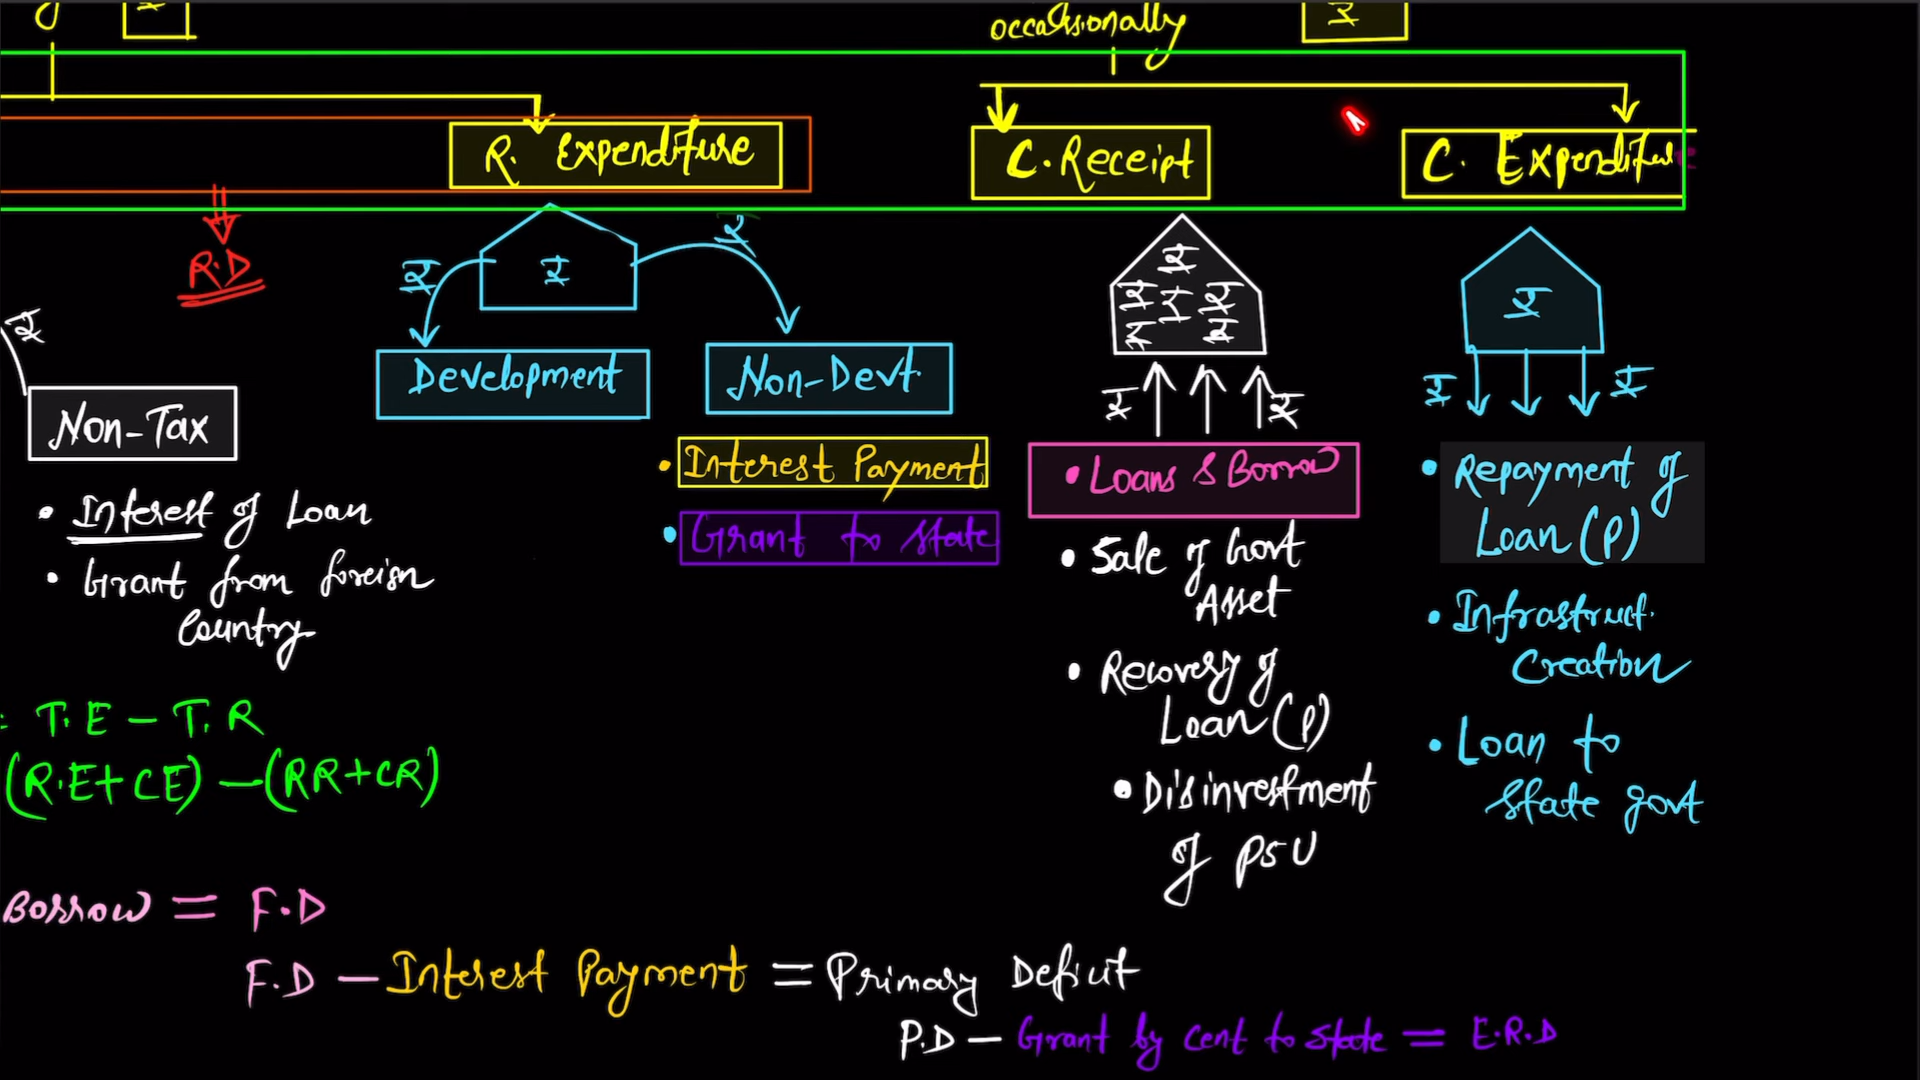 occassionally
₹
R. Expenditure
C. Receipt
C. Expenditure
R.D
₹
₹
₹
₹
₹ ₹ ₹
₹ ₹
₹
₹
Development
Non-Devt.
₹
₹
₹
₹
Non-Tax
• Interest of Loan
• Grant from foreign
Country
• Interest Payment
• Grant to State
• Loans & Borrow
• Sale of Govt
Asset
• Recovery of
Loan (P)
• Disinvestment
of PSU
• Repayment of
Loan (P)
• Infrastruct.
Creation
• Loan to
State govt
= T.E - T.R
(R.E + CE) - (RR + CR)
Borrow = F.D
F.D - Interest Payment = Primary Deficit
P.D - Grant by Cent to State = E.R.D